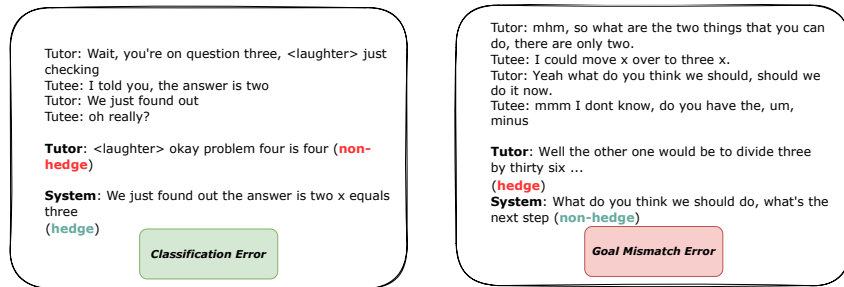 Tutor: Wait, you're on question three, <laughter> just
checking
Tutee: I told you, the answer is two
Tutor: We just found out
Tutee: oh really?
Tutor: <laughter> okay problem four is four (non-
hedge)
System: We just found out the answer is two x equals
three
(hedge)
Classification Error
Tutor: mhm, so what are the two things that you can
do, there are only two.
Tutee: I could move x over to three x.
Tutor: Yeah what do you think we should, should we
do it now.
Tutee: mmm I dont know, do you have the, um,
minus
Tutor: Well the other one would be to divide three
by thirty six ...
(hedge)
System: What do you think we should do, what's the
next step (non-hedge)
Goal Mismatch Error